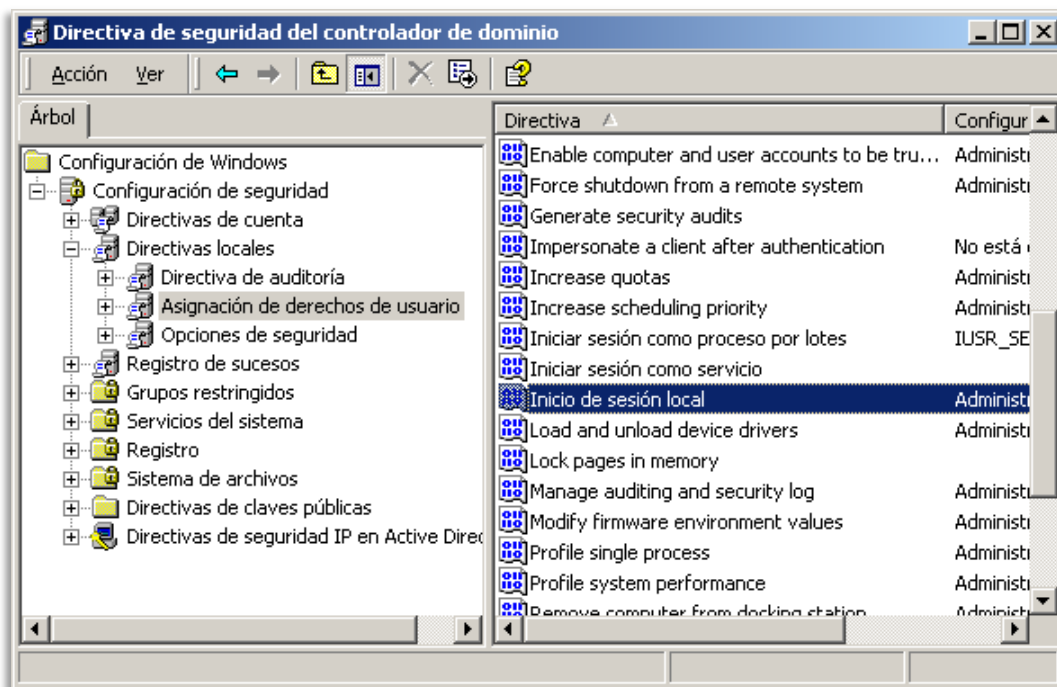 Directiva de seguridad del controlador de dominio
Acción Ver
Árbol
Configuración de Windows
Configuración de seguridad
Directivas de cuenta
Directivas locales
Directiva de auditoría
Asignación de derechos de usuario
Opciones de seguridad
Registro de sucesos
Grupos restringidos
Servicios del sistema
Registro
Sistema de archivos
Directivas de claves públicas
Directivas de seguridad IP en Active Direc
Directiva Configur
Enable computer and user accounts to be tru... Administ
Force shutdown from a remote system Administ
Generate security audits
Impersonate a client after authentication No está
Increase quotas Administ
Increase scheduling priority Administ
Iniciar sesión como proceso por lotes IUSR_SE
Iniciar sesión como servicio
Inicio de sesión local Administ
Load and unload device drivers Administ
Lock pages in memory
Manage auditing and security log Administ
Modify firmware environment values Administ
Profile single process Administ
Profile system performance Administ
Remove computer from docking station Administ